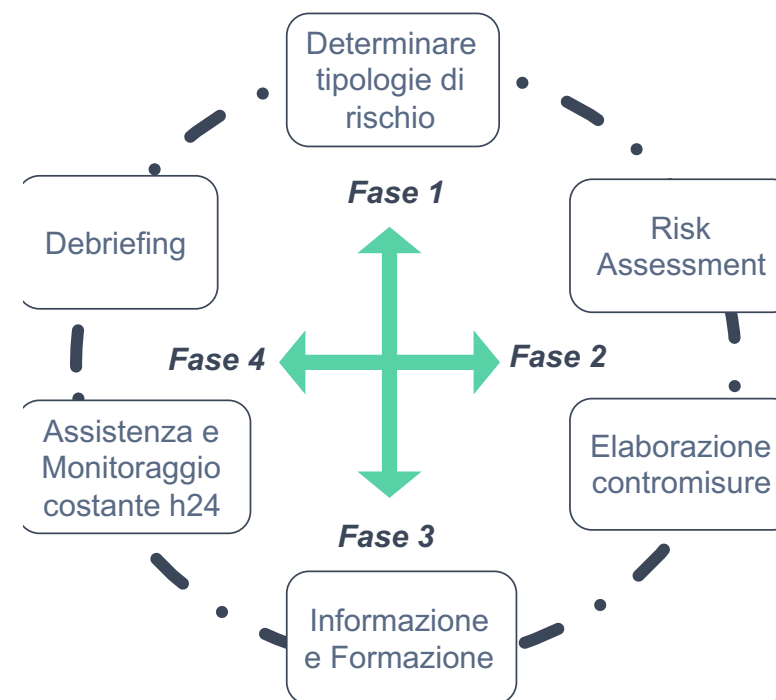 Determinare
tipologie di
rischio
Fase 1
Debriefing
Risk
Assessment
Fase 4
Fase 2
Assistenza e
Monitoraggio
costante h24
Elaborazione
contromisure
Fase 3
Informazione
e Formazione